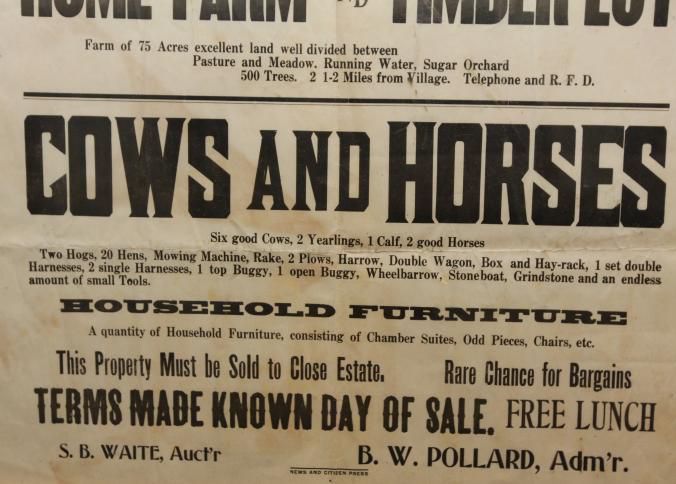 HOME FARM AND TIMBER LOT
Farm of 75 Acres excellent land well divided between
Pasture and Meadow. Running Water, Sugar Orchard
500 Trees. 2 1-2 Miles from Village. Telephone and R. F. D.
COWS AND HORSES
Six good Cows, 2 Yearlings, 1 Calf, 2 good Horses
Two Hogs, 20 Hens, Mowing Machine, Rake, 2 Plows, Harrow, Double Wagon, Box and Hay-rack, 1 set double
Harnesses, 2 single Harnesses, 1 top Buggy, 1 open Buggy, Wheelbarrow, Stoneboat, Grindstone and an endless
amount of small Tools.
HOUSEHOLD FURNITURE
A quantity of Household Furniture, consisting of Chamber Suites, Odd Pieces, Chairs, etc.
This Property Must be Sold to Close Estate. Rare Chance for Bargains
TERMS MADE KNOWN DAY OF SALE. FREE LUNCH
S. B. WAITE, Auct'r B. W. POLLARD, Adm'r.
NEWS AND CITIZEN PRESS